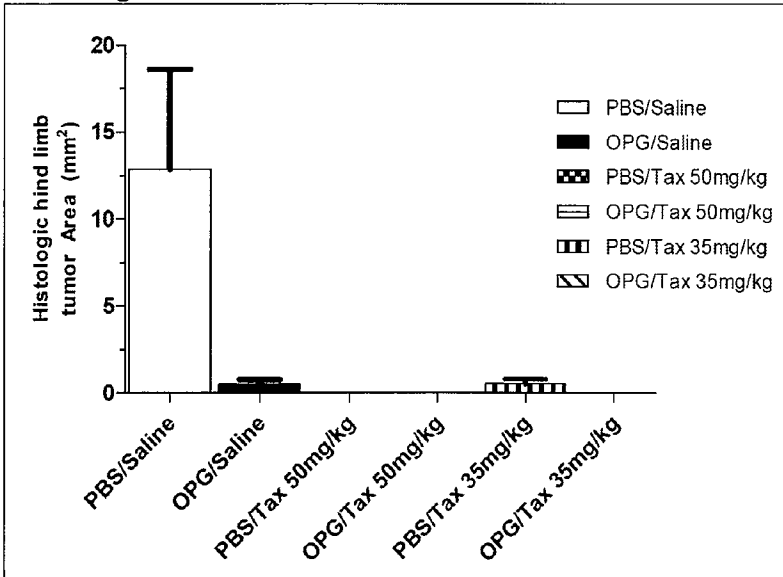 20
15
10
5
0
Histologic hind limb
tumor Area (mm²)
PBS/Saline
OPG/Saline
PBS/Tax 50mg/kg
OPG/Tax 50mg/kg
PBS/Tax 35mg/kg
OPG/Tax 35mg/kg
PBS/Saline
OPG/Saline
PBS/Tax 50mg/kg
OPG/Tax 50mg/kg
PBS/Tax 35mg/kg
OPG/Tax 35mg/kg